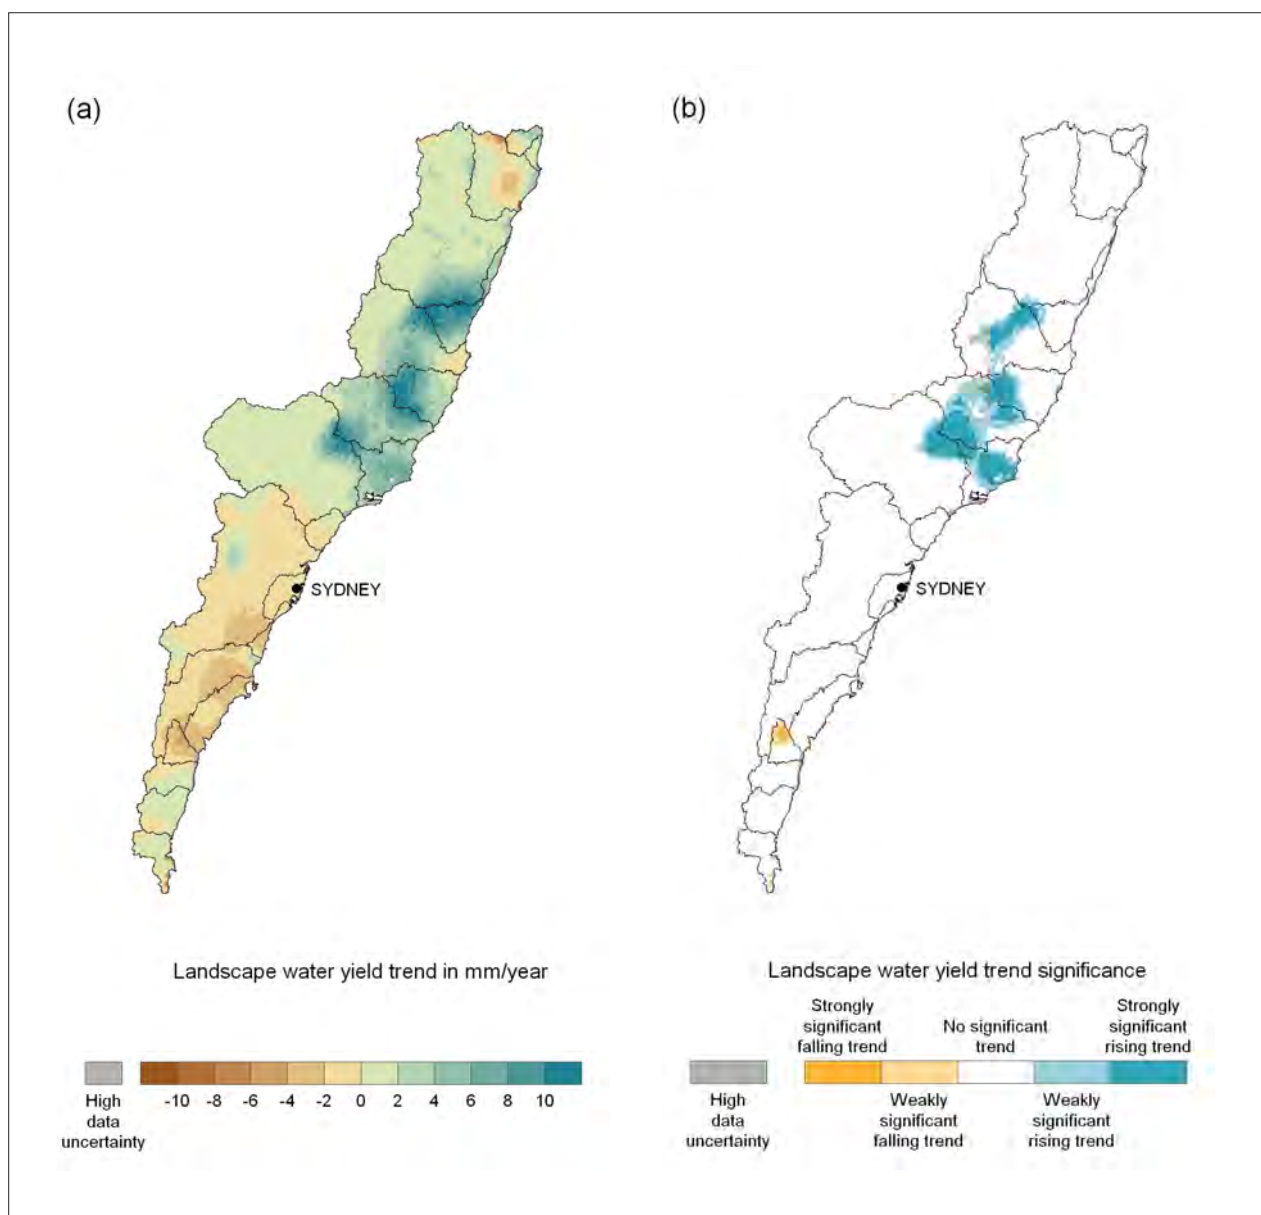 (a)
(b)
SYDNEY
SYDNEY
Landscape water yield trend in mm/year
High
data
uncertainty
-10 -8 -6 -4 -2 0 2 4 6 8 10
Landscape water yield trend significance
Strongly
significant
falling trend
No significant
trend
Strongly
significant
rising trend
High
data
uncertainty
Weakly
significant
falling trend
Weakly
significant
rising trend